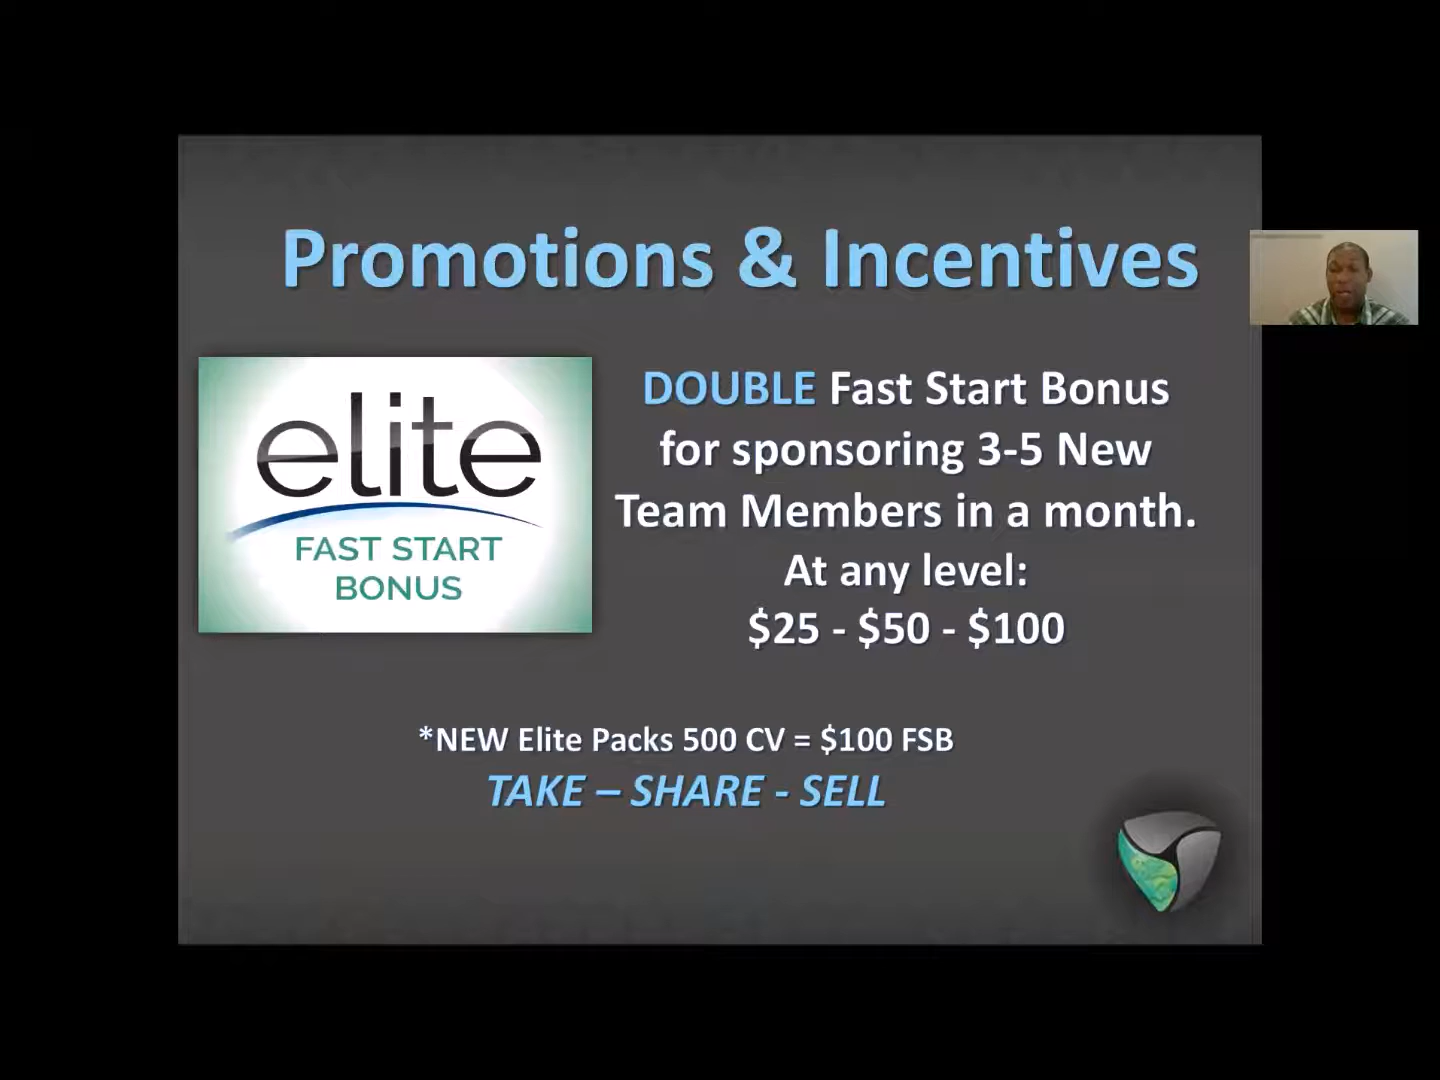 Promotions & Incentives
elite
FAST START
BONUS
DOUBLE Fast Start Bonus
for sponsoring 3-5 New
Team Members in a month.
At any level:
$25 - $50 - $100
*NEW Elite Packs 500 CV = $100 FSB
TAKE – SHARE - SELL